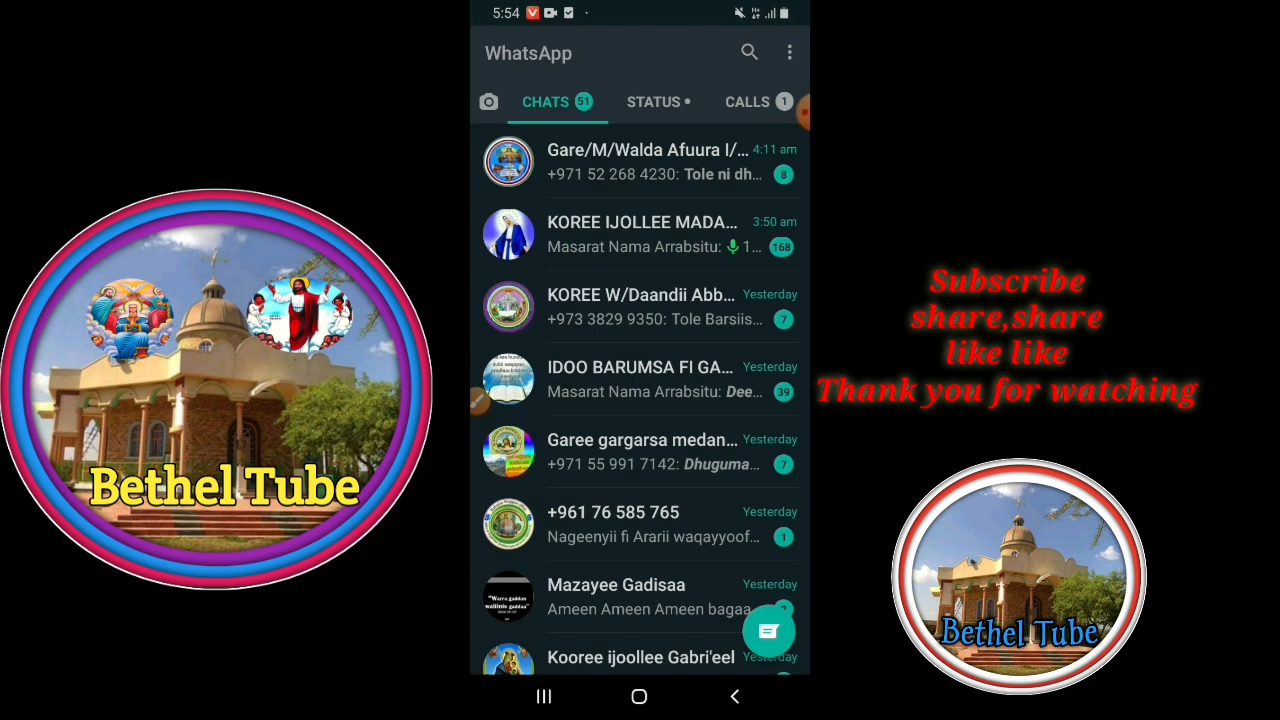 5:54
WhatsApp
CHATS 51
STATUS
CALLS 1
Gare/M/Walda Afuura I/... 4:11 am
+971 52 268 4230: Tole ni dh... 8
KOREE IJOLLEE MADA... 3:50 am
Masarat Nama Arrabsitu: 1... 168
KOREE W/Daandii Abb... Yesterday
+973 3829 9350: Tole Barsiis... 7
IDOO BARUMSA FI GA... Yesterday
Masarat Nama Arrabsitu: Dee... 39
Garee gargarsa medan... Yesterday
+971 55 991 7142: Dhuguma... 7
+961 76 585 765 Yesterday
Nageenyii fi Ararii waqayyoof... 1
Mazayee Gadisaa Yesterday
Ameen Ameen Ameen bagaa
Kooree ijoollee Gabri'eel Yesterday
Bethel Tube
Subscribe
share,share
like like
Thank you for watching
Bethel Tube